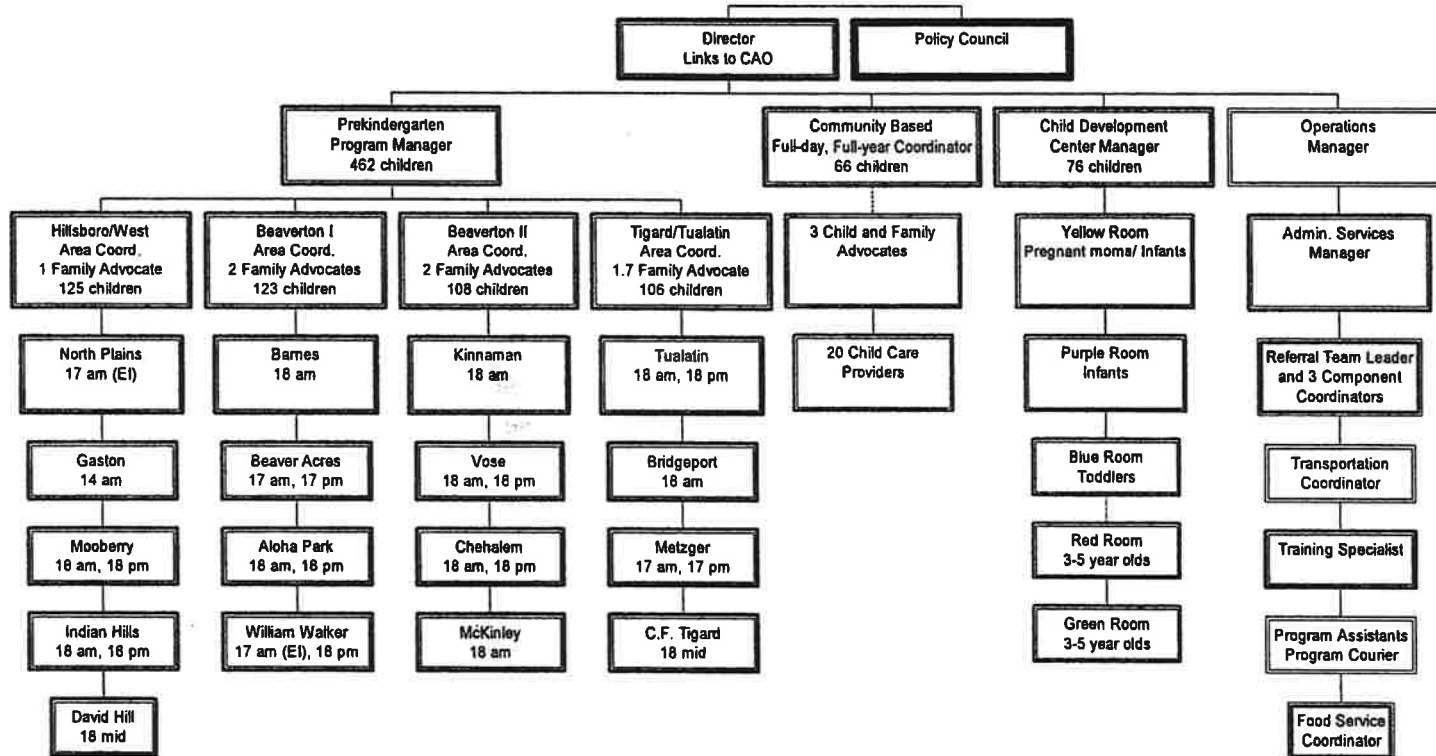 Director
Links to CAO
Policy Council
Prekindergarten
Program Manager
462 children
Community Based
Full-day, Full-year Coordinator
66 children
Child Development
Center Manager
76 children
Operations
Manager
Hillsboro/West
Area Coord.
1 Family Advocate
125 children
Beaverton I
Area Coord.
2 Family Advocates
123 children
Beaverton II
Area Coord.
2 Family Advocates
108 children
Tigard/Tualatin
Area Coord.
1.7 Family Advocate
106 children
3 Child and Family
Advocates
Yellow Room
Pregnant moms/ Infants
Admin. Services
Manager
North Plains
17 am (EI)
Barnes
18 am
Kinnaman
18 am
Tualatin
18 am, 18 pm
20 Child Care
Providers
Purple Room
Infants
Referral Team Leader
and 3 Component
Coordinators
Gaston
14 am
Beaver Acres
17 am, 17 pm
Vose
18 am, 18 pm
Bridgeport
18 am
Blue Room
Toddlers
Transportation
Coordinator
Mooberry
18 am, 18 pm
Aloha Park
18 am, 18 pm
Chehalem
18 am, 18 pm
Metzger
17 am, 17 pm
Red Room
3-5 year olds
Training Specialist
Indian Hills
18 am, 18 pm
William Walker
17 am (EI), 18 pm
McKinley
18 am
C.F. Tigard
18 mid
Green Room
3-5 year olds
Program Assistants
Program Courier
David Hill
18 mid
Food Service
Coordinator